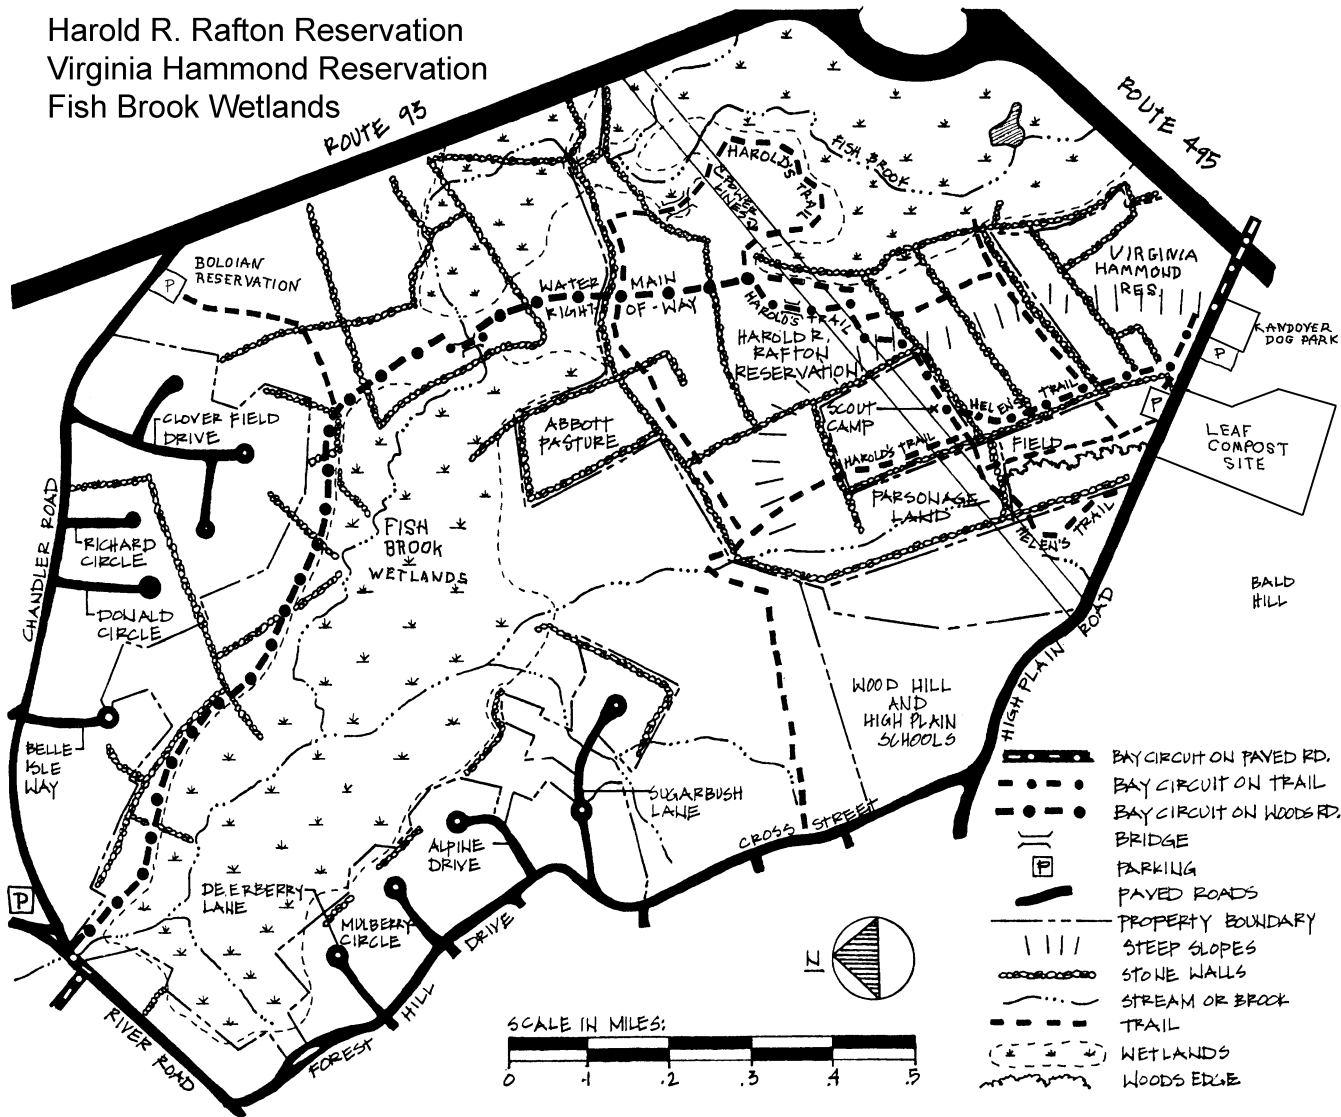 Harold R. Rafton Reservation
Virginia Hammond Reservation
Fish Brook Wetlands
ROUTE 93
ROUTE 495
FISH BROOK
HAROLD'S TRAIL
POWER
LINES
BOLOIAN
RESERVATION
P
WATER MAIN
RIGHT-OF-WAY
VIRGINIA
HAMMOND
RES.
ANDOVER
DOG PARK
P
HAROLD'S TRAIL
HAROLD R.
RAFTON
RESERVATION
CLOVER FIELD
DRIVE
ABBOTT
PASTURE
SCOUT
CAMP
HELEN'S TRAIL
P
HAROLD'S TRAIL
FIELD
LEAF
COMPOST
SITE
PARSONAGE
LAND
HELEN'S TRAIL
CHANDLER ROAD
RICHARD
CIRCLE
FISH
BROOK
WETLANDS
DONALD
CIRCLE
BALD
HILL
HIGH PLAIN ROAD
WOOD HILL
AND
HIGH PLAIN
SCHOOLS
BELLE
ISLE
WAY
SUGARBUSH
LANE
CROSS STREET
ALPINE
DRIVE
DEERBERRY
LANE
MULBERRY
CIRCLE
P
RIVER ROAD
FOREST HILL DRIVE
N
SCALE IN MILES:
0 .1 .2 .3 .4 .5
BAY CIRCUIT ON PAVED RD.
BAY CIRCUIT ON TRAIL
BAY CIRCUIT ON WOODS RD.
BRIDGE
P PARKING
PAVED ROADS
PROPERTY BOUNDARY
STEEP SLOPES
STONE WALLS
STREAM OR BROOK
TRAIL
WETLANDS
WOODS EDGE